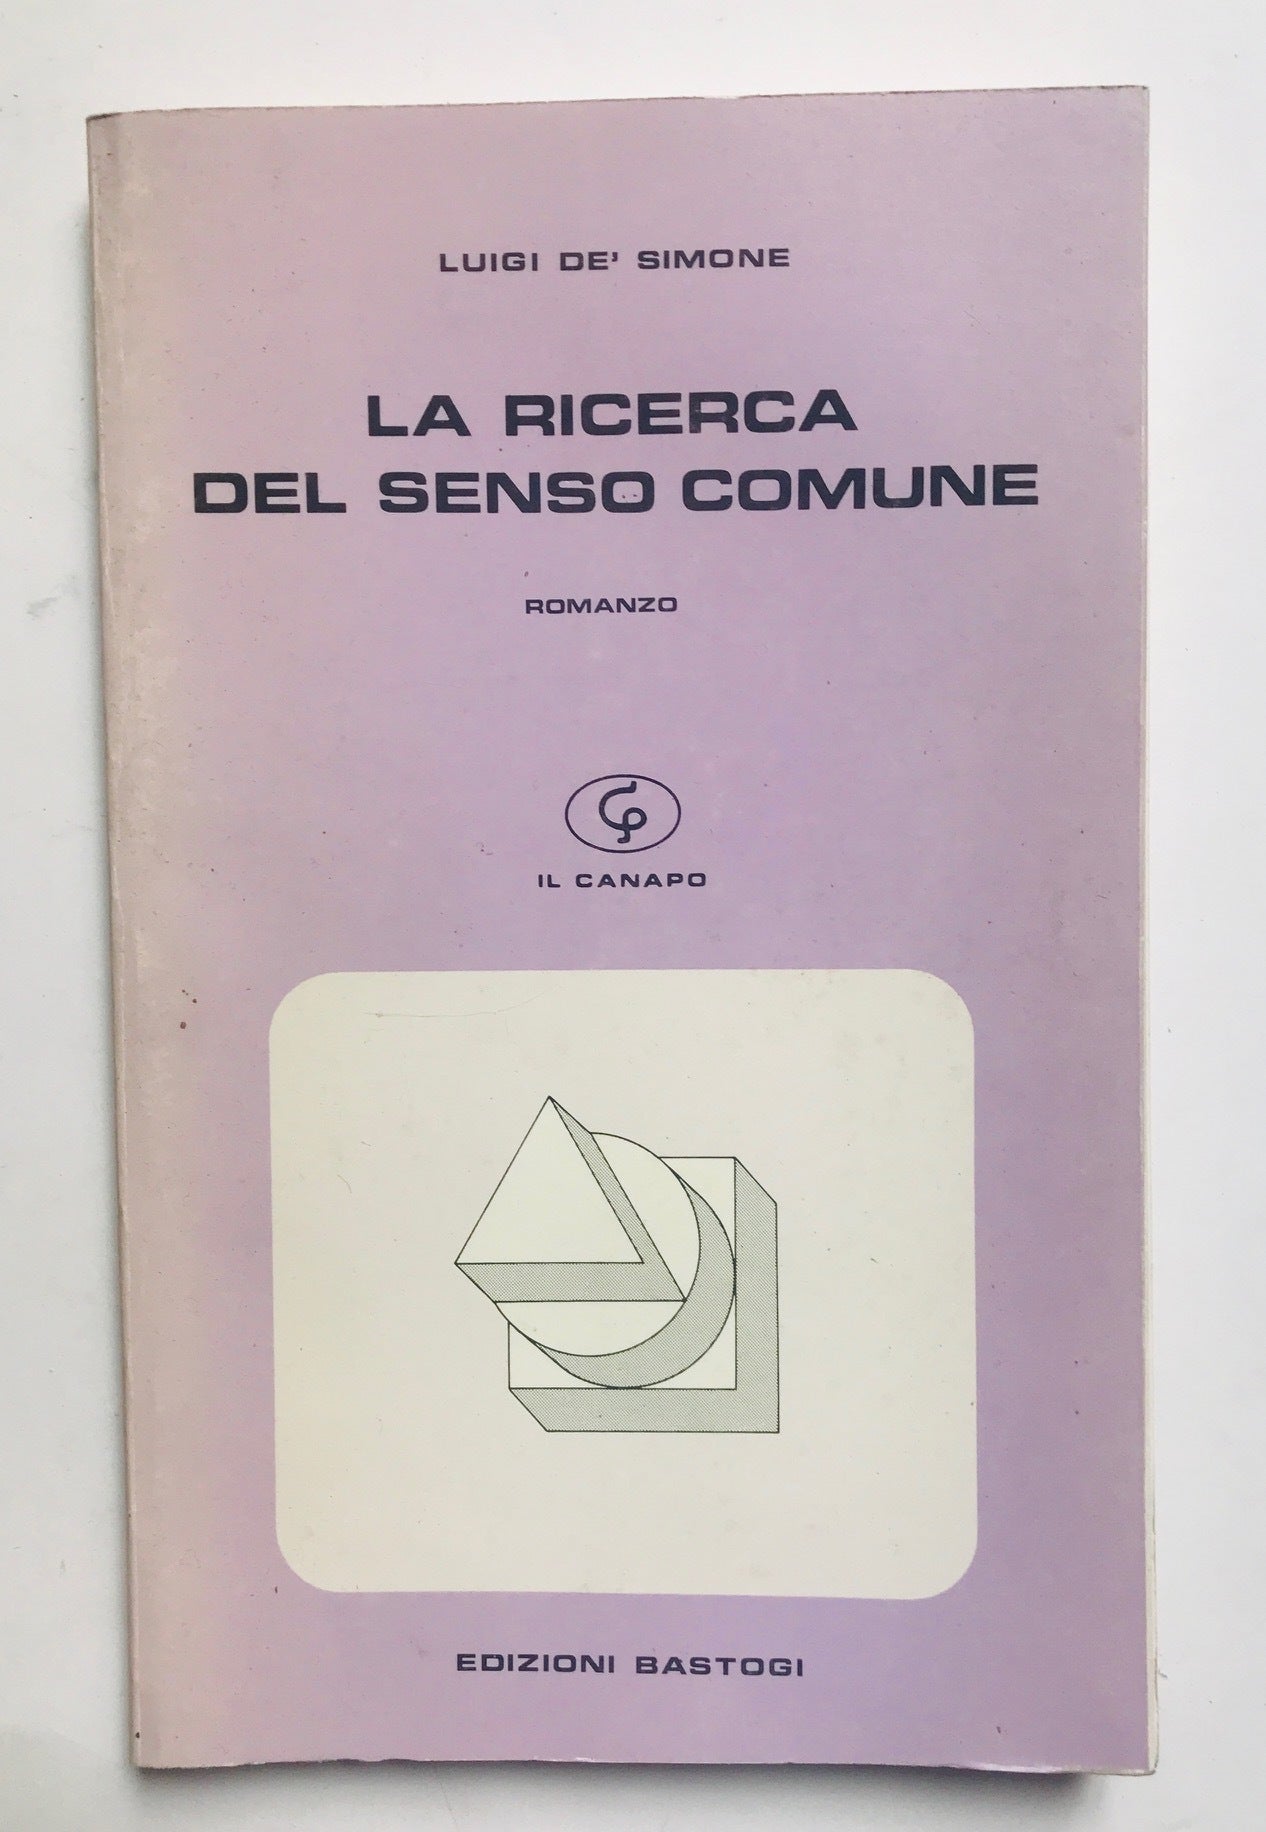 LUIGI DE' SIMONE
LA RICERCA
DEL SENSO COMUNE
ROMANZO
IL CANAPO
EDIZIONI BASTOGI